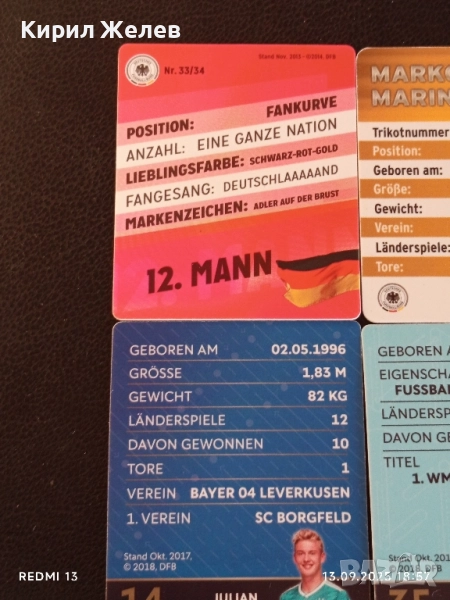 Кирил Желев
Nr. 33/34
POSITION: FANKURVE
ANZAHL: EINE GANZE NATION
LIEBLINGSFARBE: SCHWARZ-ROT-GOLD
FANGESANG: DEUTSCHLAAAAAND
MARKENZEICHEN: ADLER AUF DER BRUST
12. MANN
MARKO
MARIN
Trikotnummer
Position:
Geboren am:
Größe:
Gewicht:
Verein:
Länderspiele:
Tore:
GEBOREN AM 02.05.1996
GRÖSSE 1,83 M
GEWICHT 82 KG
LÄNDERSPIELE 12
DAVON GEWONNEN 10
TORE 1
VEREIN BAYER 04 LEVERKUSEN
1. VEREIN SC BORGFELD
Stand Okt. 2017,
© 2018, DFB
14 JULIAN
GEBOREN A
EIGENSCHA
FUSSBA
LÄNDERSP
DAVON GE
TITEL
1. WM
Stand Okt.
© 2018, DF
35
REDMI 13
13.09.2025 18:57